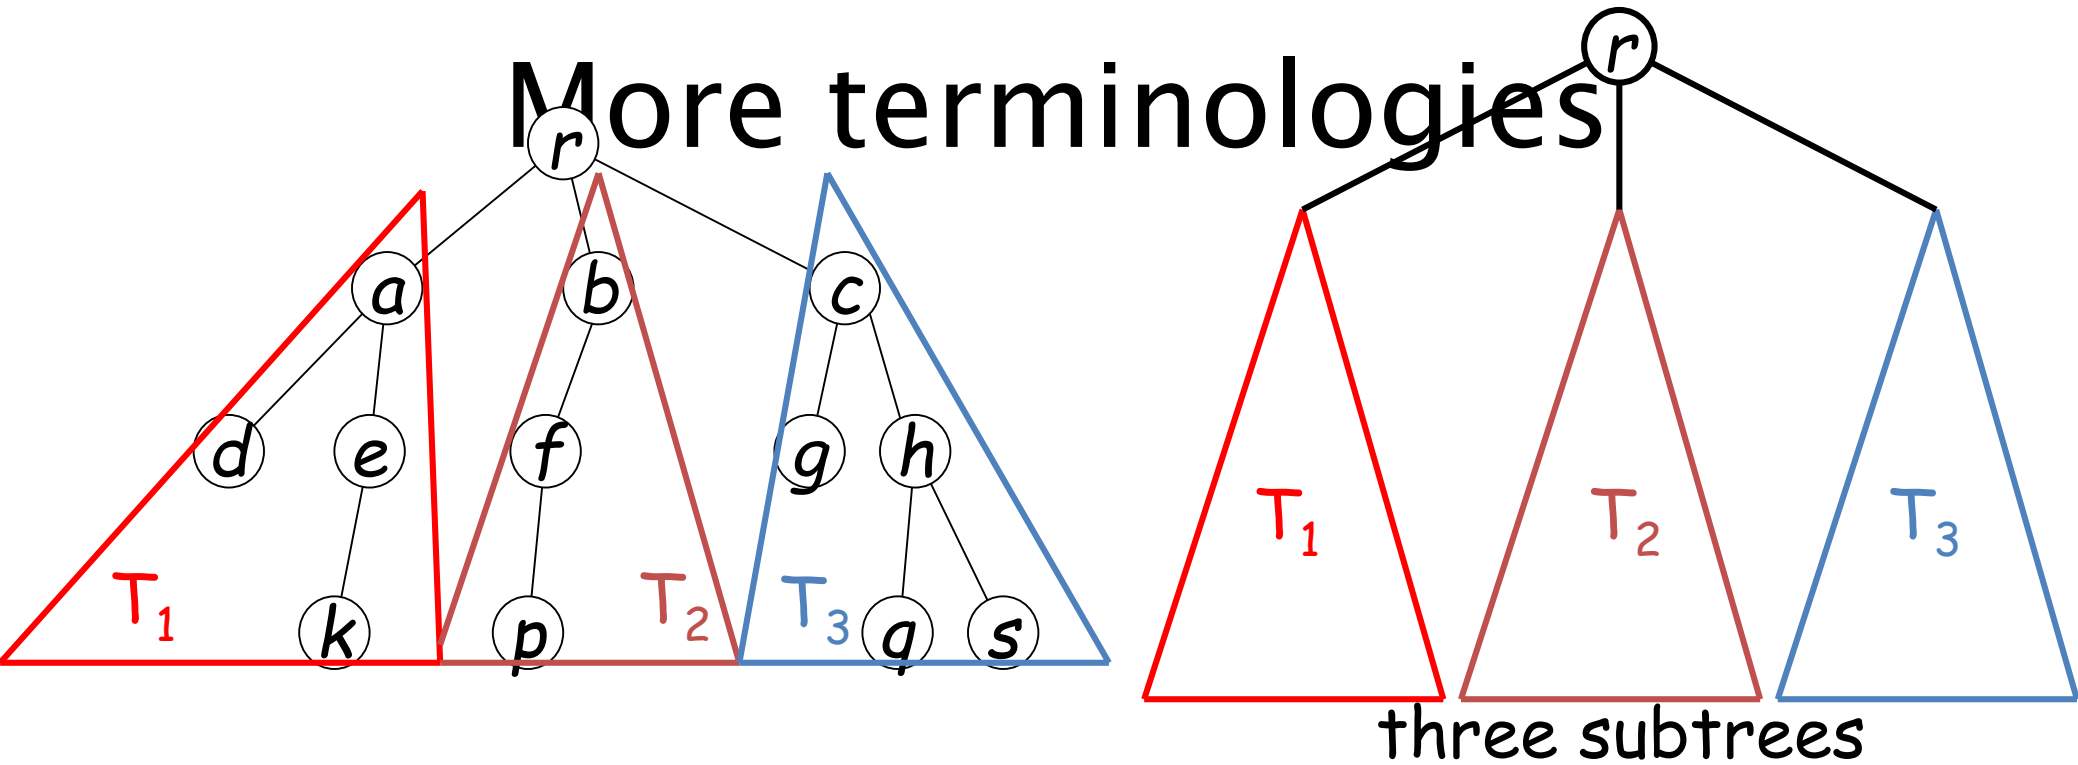 More terminologies
r
r
a
b
c
d
e
f
g
h
T1
T2
T3
T1
T2
T3
k
p
q
s
three subtrees